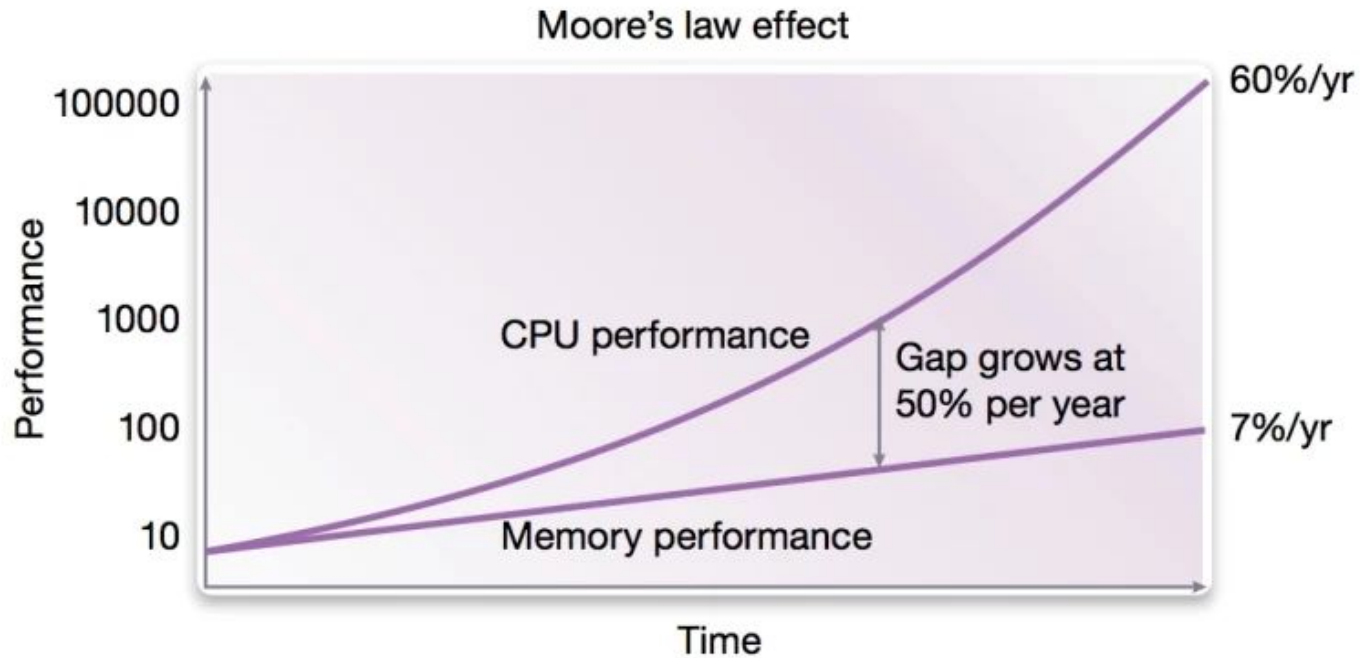 Moore's law effect
100000
10000
1000
100
10
Performance
60%/yr
CPU performance
Gap grows at
50% per year
7%/yr
Memory performance
Time